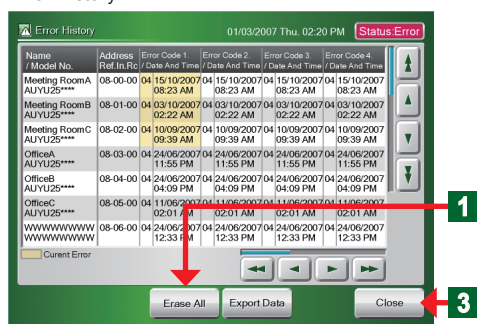 Error History 01/03/2007 Thu. 02:20 PM Status:Error
Name / Model No. Address Ref.In.Rc Error Code 1. / Date And Time Error Code 2. / Date And Time Error Code 3. / Date And Time Error Code 4. / Date And Time
Meeting RoomA 08-00-00 04 15/10/2007 04 15/10/2007 04 15/10/2007 04 15/10/2007
AUYU25**** 08:23 AM 08:23 AM 08:23 AM 08:23 AM
Meeting RoomB 08-01-00 04 03/10/2007 04 03/10/2007 04 03/10/2007 04 03/10/2007
AUYU25**** 02:22 AM 02:22 AM 02:22 AM 02:22 AM
Meeting RoomC 08-02-00 04 10/09/2007 04 10/09/2007 04 10/09/2007 04 10/09/2007
AUYU25**** 09:39 AM 09:39 AM 09:39 AM 09:39 AM
OfficeA 08-03-00 04 24/06/2007 04 24/06/2007 04 24/06/2007 04 24/06/2007
AUYU25**** 11:55 PM 11:55 PM 11:55 PM 11:55 PM
OfficeB 08-04-00 04 24/06/2007 04 24/06/2007 04 24/06/2007 04 24/06/2007
AUYU25**** 04:09 PM 04:09 PM 04:09 PM 04:09 PM
OfficeC 08-05-00 04 11/06/2007 04 11/06/2007 04 11/06/2007 04 11/06/2007
AUYU25**** 02:01 AM 02:01 AM 02:01 AM 02:01 AM
WWWWWWWWW 08-06-00 04 24/06/2007 04 24/06/2007 04 24/06/2007 04 24/06/2007
WWWWWWWWW 12:33 PM 12:33 PM 12:33 PM 12:33 PM
Curent Error
1
Erase All Export Data Close
3